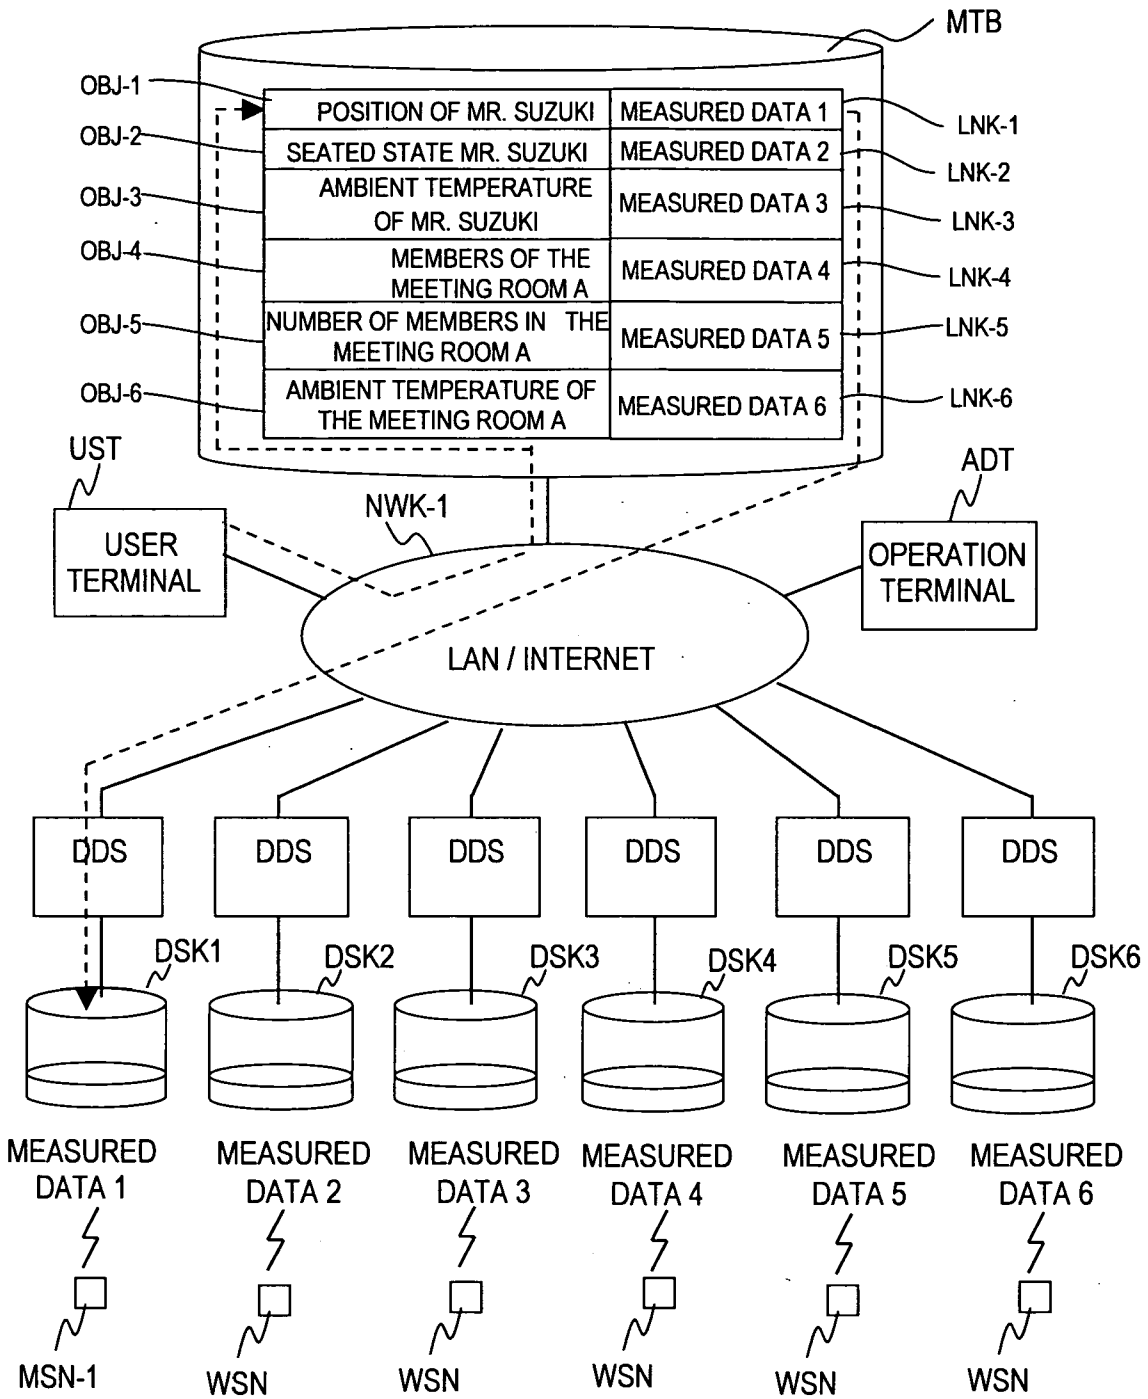 MTB
OBJ-1
POSITION OF MR. SUZUKI
MEASURED DATA 1
LNK-1
OBJ-2
SEATED STATE MR. SUZUKI
MEASURED DATA 2
LNK-2
OBJ-3
AMBIENT TEMPERATURE
OF MR. SUZUKI
MEASURED DATA 3
LNK-3
OBJ-4
MEMBERS OF THE
MEETING ROOM A
MEASURED DATA 4
LNK-4
OBJ-5
NUMBER OF MEMBERS IN THE
MEETING ROOM A
MEASURED DATA 5
LNK-5
OBJ-6
AMBIENT TEMPERATURE OF
THE MEETING ROOM A
MEASURED DATA 6
LNK-6
UST
USER
TERMINAL
NWK-1
ADT
OPERATION
TERMINAL
LAN / INTERNET
DDS
DDS
DDS
DDS
DDS
DDS
DSK1
DSK2
DSK3
DSK4
DSK5
DSK6
MEASURED
DATA 1
MEASURED
DATA 2
MEASURED
DATA 3
MEASURED
DATA 4
MEASURED
DATA 5
MEASURED
DATA 6
MSN-1
WSN
WSN
WSN
WSN
WSN